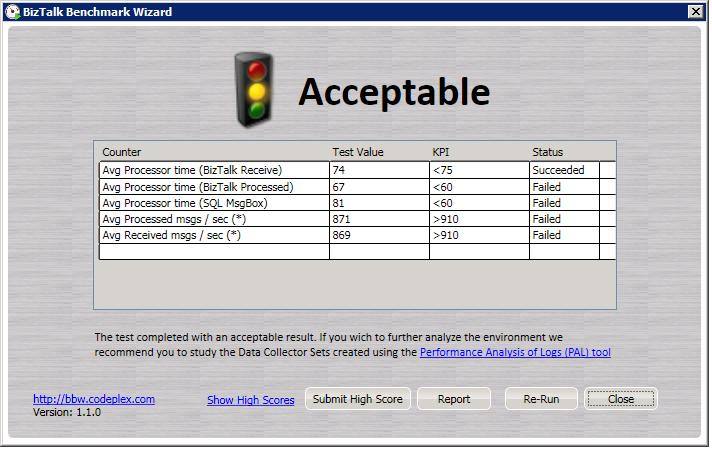 BizTalk Benchmark Wizard
Acceptable
Counter Test Value KPI Status
Avg Processor time (BizTalk Receive) 74 <75 Succeeded
Avg Processor time (BizTalk Processed) 67 <60 Failed
Avg Processor time (SQL MsgBox) 81 <60 Failed
Avg Processed msgs / sec (*) 871 >910 Failed
Avg Received msgs / sec (*) 869 >910 Failed
The test completed with an acceptable result. If you wich to further analyze the environment we
recommend you to study the Data Collector Sets created using the Performance Analysis of Logs (PAL) tool
http://bbw.codeplex.com Show High Scores Submit High Score Report Re-Run Close
Version: 1.1.0